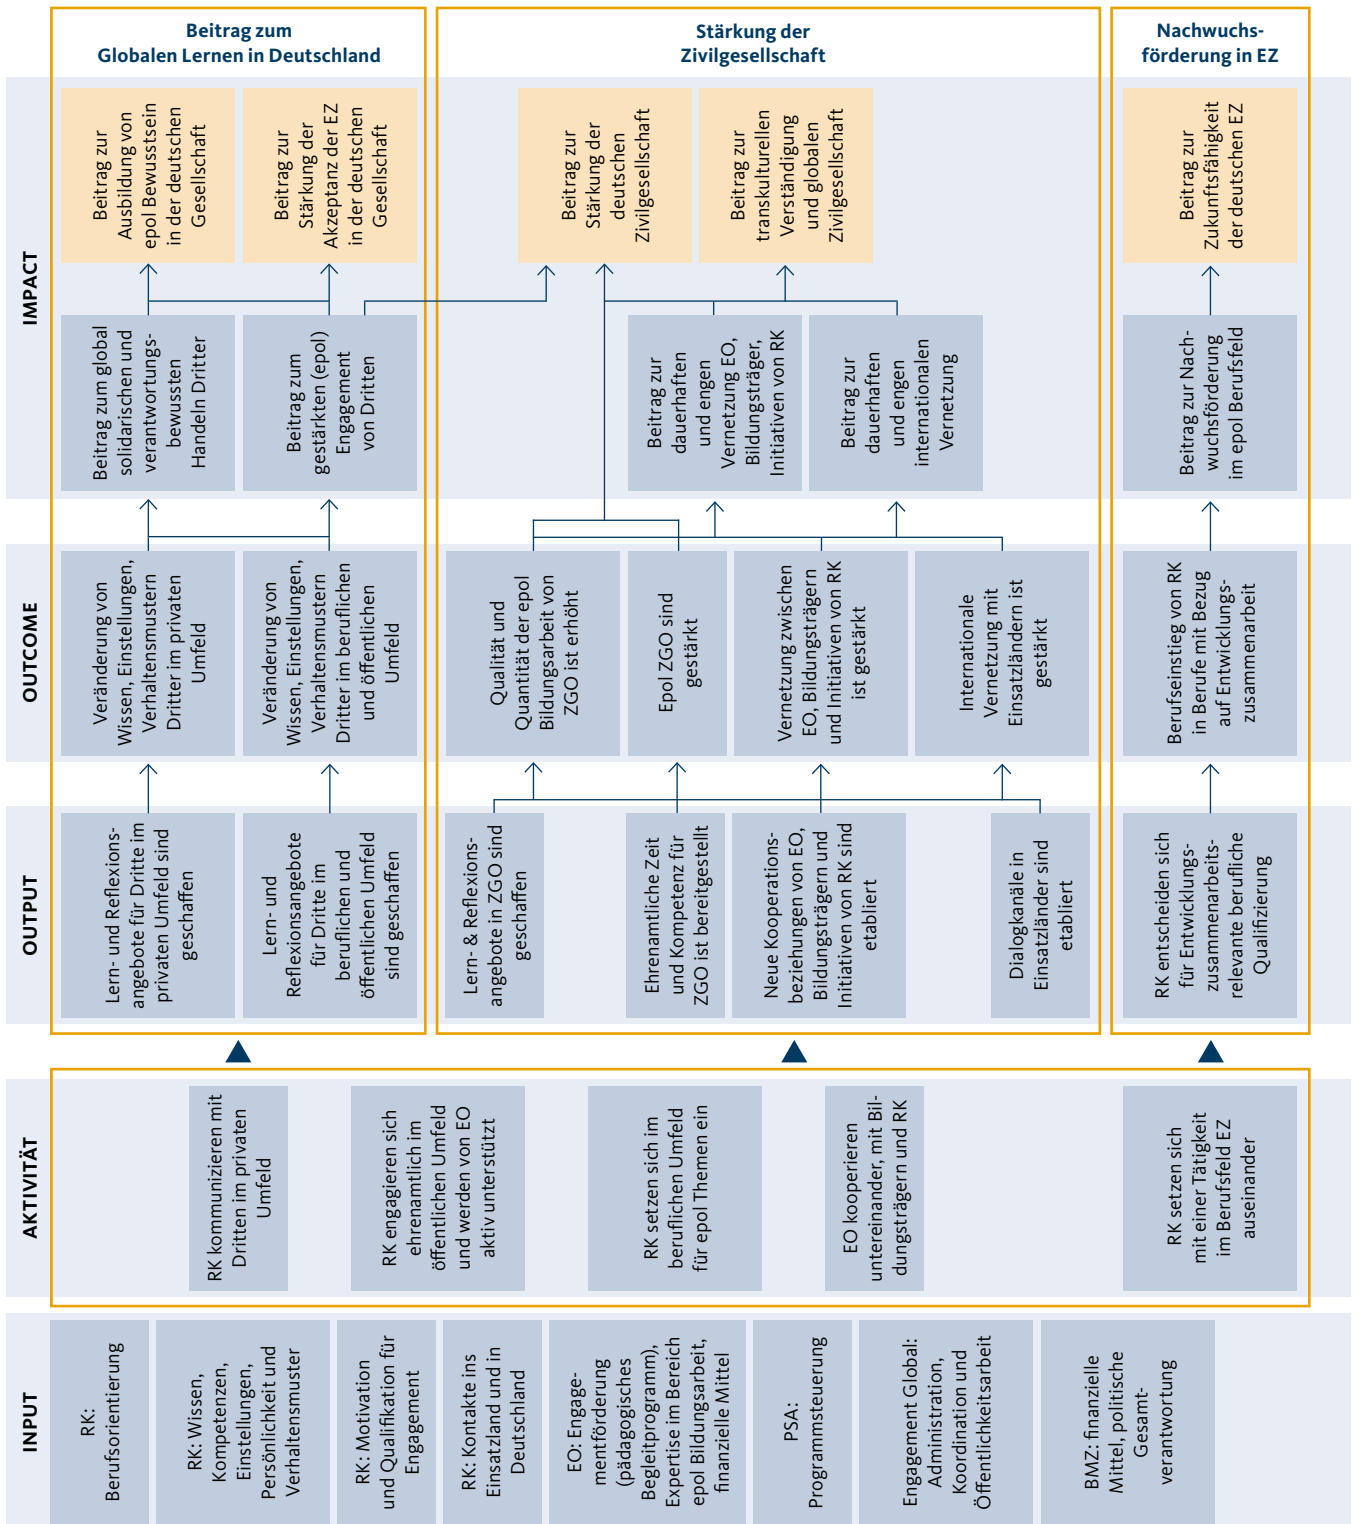 Beitrag zum
Globalen Lernen in Deutschland
Stärkung der
Zivilgesellschaft
Nachwuchs-
förderung in EZ
IMPACT
Beitrag zur
Ausbildung von
epol Bewusstsein
in der deutschen
Gesellschaft
Beitrag zur
Stärkung der
Akzeptanz der EZ
in der deutschen
Gesellschaft
Beitrag zur
Stärkung der
deutschen
Zivilgesellschaft
Beitrag zur
transkulturellen
Verständigung
und globalen
Zivilgesellschaft
Beitrag zur
Zukunftsfähigkeit
der deutschen EZ
Beitrag zum global
solidarischen und
verantwortungs-
bewussten
Handeln Dritter
Beitrag zum
gestärkten (epol)
Engagement
von Dritten
Beitrag zur
dauerhaften
und engen
Vernetzung EO,
Bildungsträger,
Initiativen von RK
Beitrag zur
dauerhaften
und engen
internationalen
Vernetzung
Beitrag zur Nach-
wuchsförderung
im epol Berufsfeld
OUTCOME
Veränderung von
Wissen, Einstellungen,
Verhaltensmustern
Dritter im privaten
Umfeld
Veränderung von
Wissen, Einstellungen,
Verhaltensmustern
Dritter im beruflichen
und öffentlichen
Umfeld
Qualität und
Quantität der epol
Bildungsarbeit von
ZGO ist erhöht
Epol ZGO sind
gestärkt
Vernetzung zwischen
EO, Bildungsträgern
und Initiativen von RK
ist gestärkt
Internationale
Vernetzung mit
Einsatzländern ist
gestärkt
Berufseinstieg von RK
in Berufe mit Bezug
auf Entwicklungs-
zusammenarbeit
OUTPUT
Lern- und Reflexions-
angebote für Dritte im
privaten Umfeld sind
geschaffen
Lern- und
Reflexionsangebote
für Dritte im
beruflichen und
öffentlichen Umfeld
sind geschaffen
Lern- & Reflexions-
angebote in ZGO sind
geschaffen
Ehrenamtliche Zeit
und Kompetenz für
ZGO ist bereitgestellt
Neue Kooperations-
beziehungen von EO,
Bildungsträgern und
Initiativen von RK sind
etabliert
Dialogkanäle in
Einsatzländer sind
etabliert
RK entscheiden sich
für Entwicklungs-
zusammenarbeits-
relevante berufliche
Qualifizierung
AKTIVITÄT
RK kommunizieren mit
Dritten im privaten
Umfeld
RK engagieren sich
ehrenamtlich im
öffentlichen Umfeld
und werden von EO
aktiv unterstützt
RK setzen sich im
beruflichen Umfeld
für epol Themen ein
EO kooperieren
untereinander, mit Bil-
dungsträgern und RK
RK setzen sich
mit einer Tätigkeit
im Berufsfeld EZ
auseinander
INPUT
RK:
Berufsorientierung
RK: Wissen,
Kompetenzen,
Einstellungen,
Persönlichkeit und
Verhaltensmuster
RK: Motivation
und Qualifikation für
Engagement
RK: Kontakte ins
Einsatzland und in
Deutschland
EO: Engage-
mentförderung
(pädagogisches
Begleitprogramm),
Expertise im Bereich
epol Bildungsarbeit,
finanzielle Mittel
PSA:
Programmsteuerung
Engagement Global:
Administration,
Koordination und
Öffentlichkeitsarbeit
BMZ: finanzielle
Mittel, politische
Gesamt-
verantwortung